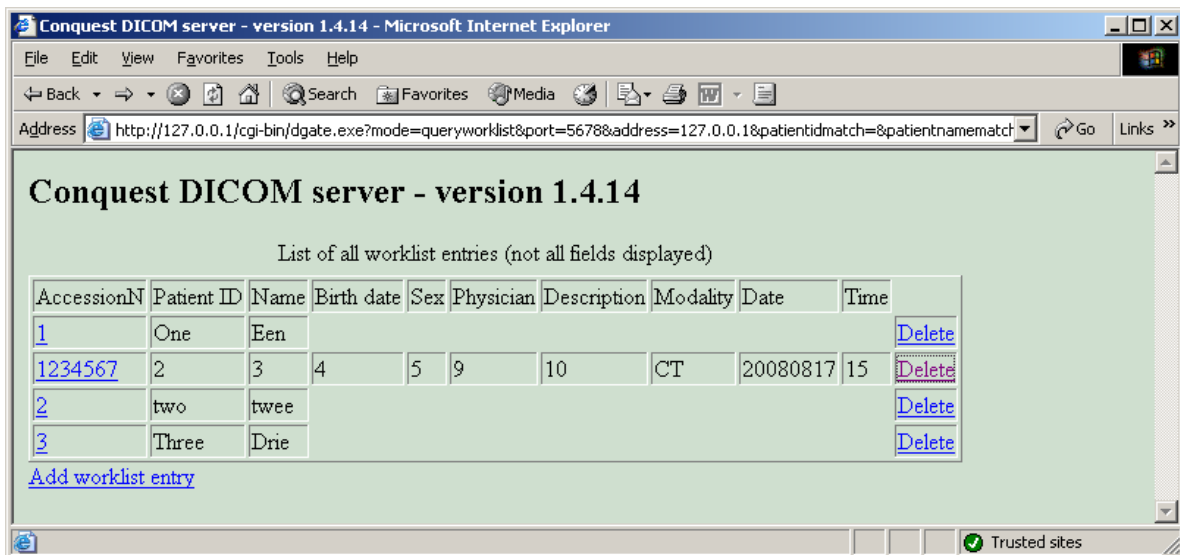 Conquest DICOM server - version 1.4.14 - Microsoft Internet Explorer
File Edit View Favorites Tools Help
Back Search Favorites Media
Address http://127.0.0.1/cgi-bin/dgate.exe?mode=queryworklist&port=5678&address=127.0.0.1&patientidmatch=&patientnamematch Go Links »
Conquest DICOM server - version 1.4.14
List of all worklist entries (not all fields displayed)
AccessionN Patient ID Name Birth date Sex Physician Description Modality Date Time
1 One Een Delete
1234567 2 3 4 5 9 10 CT 20080817 15 Delete
2 two twee Delete
3 Three Drie Delete
Add worklist entry
Trusted sites